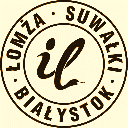 · ŁOMŻA · SUWAŁKI ·
BIAŁYSTOK
il